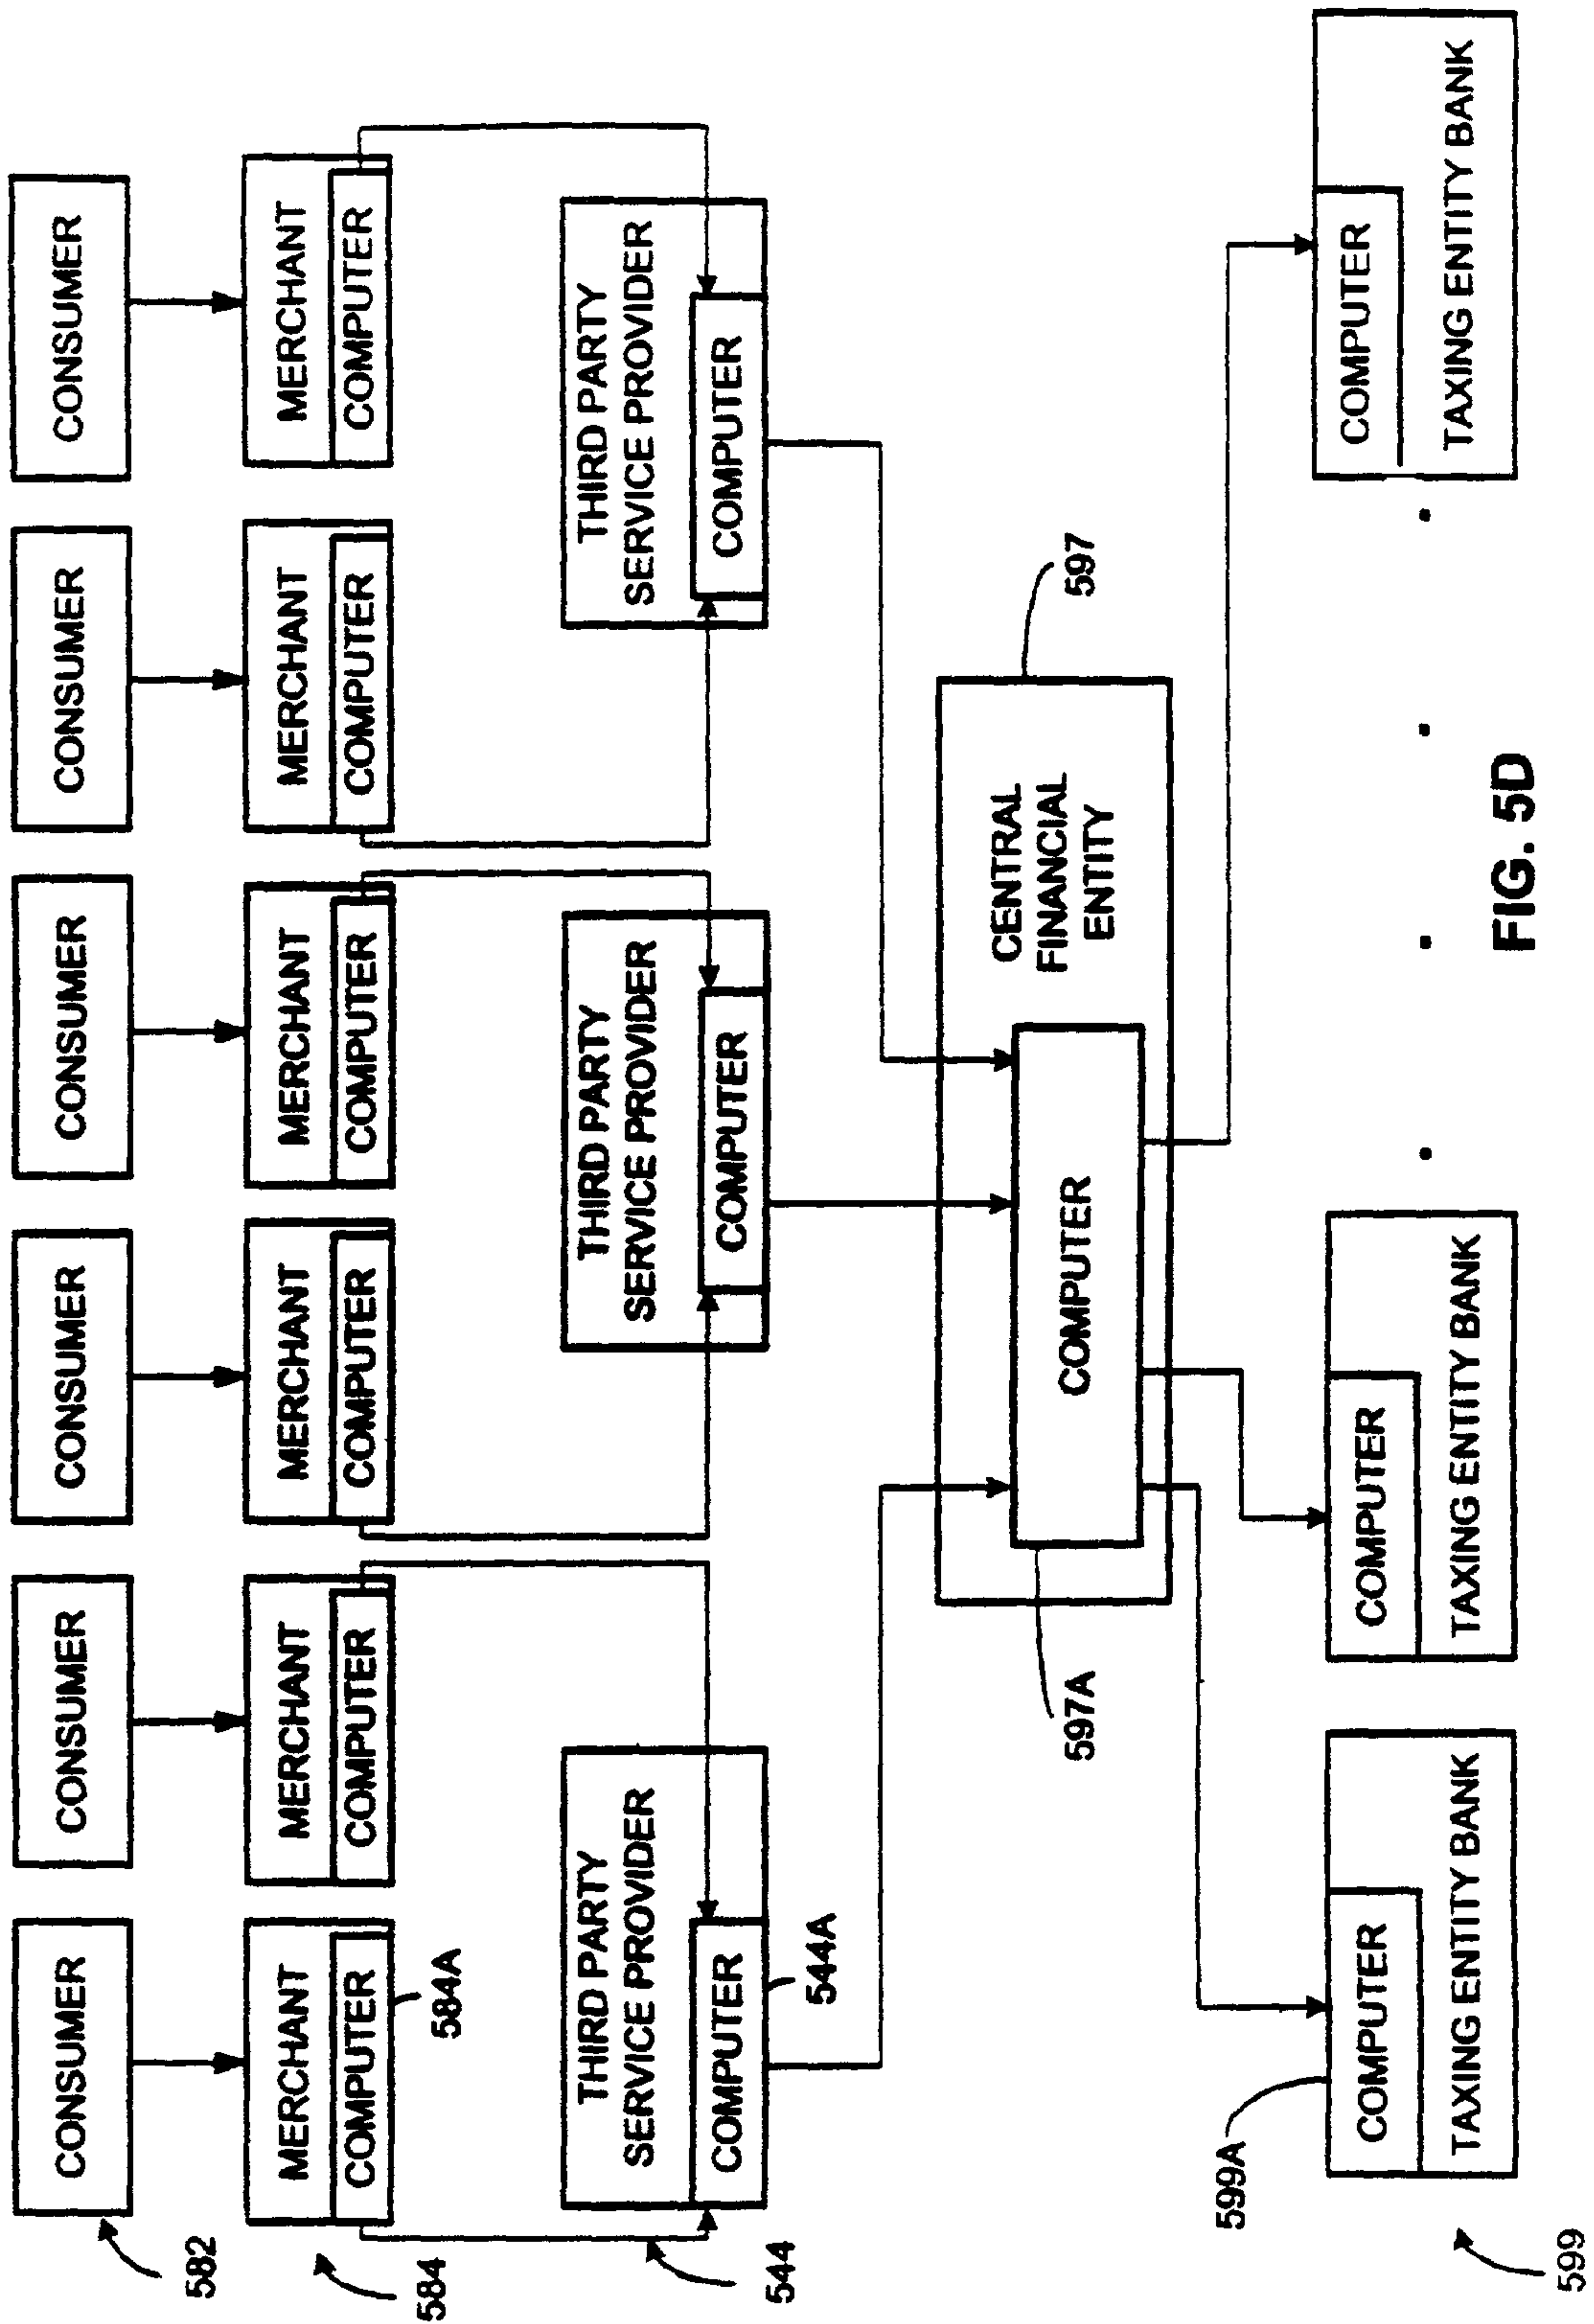 CONSUMER
CONSUMER
CONSUMER
CONSUMER
CONSUMER
CONSUMER
582
MERCHANT
COMPUTER
MERCHANT
COMPUTER
MERCHANT
COMPUTER
MERCHANT
COMPUTER
MERCHANT
COMPUTER
MERCHANT
COMPUTER
584
584A
THIRD PARTY
SERVICE PROVIDER
COMPUTER
THIRD PARTY
SERVICE PROVIDER
COMPUTER
THIRD PARTY
SERVICE PROVIDER
COMPUTER
544
544A
CENTRAL
FINANCIAL
ENTITY
597
COMPUTER
597A
599A
COMPUTER
TAXING ENTITY BANK
COMPUTER
TAXING ENTITY BANK
COMPUTER
TAXING ENTITY BANK
599
FIG. 5D